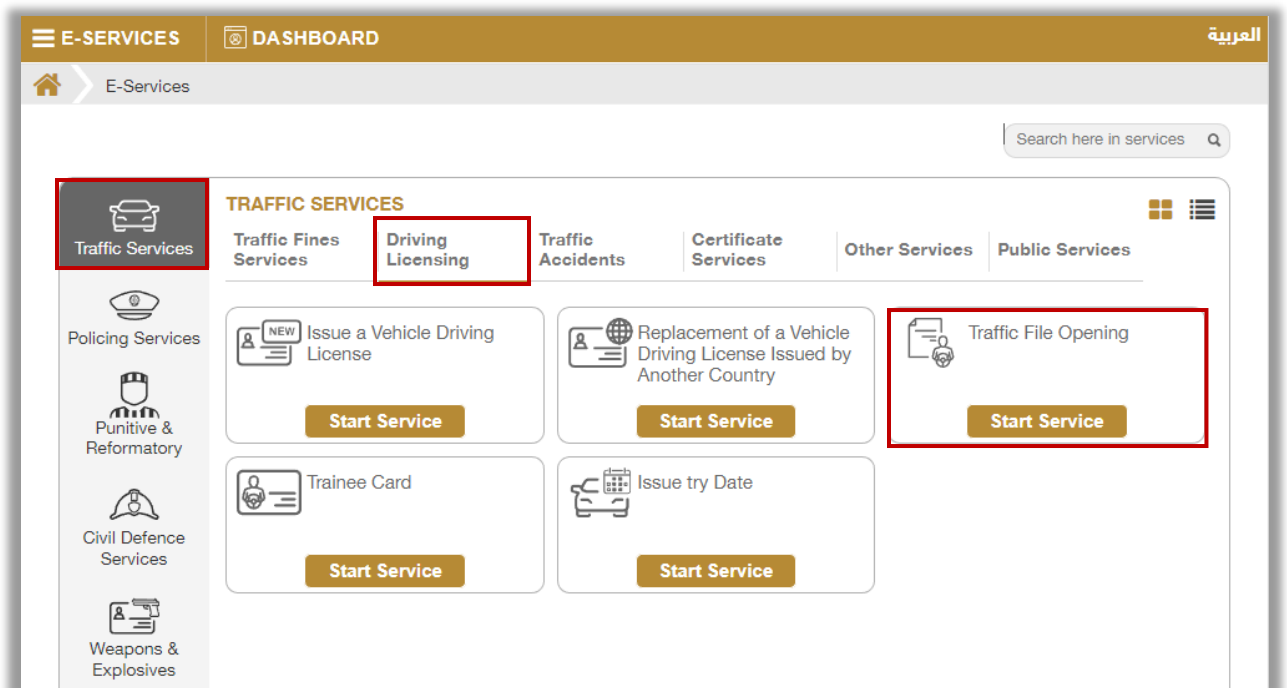 E-SERVICES
DASHBOARD
العربية
E-Services
Search here in services
Traffic Services
Policing Services
Punitive &
Reformatory
Civil Defence
Services
Weapons &
Explosives
TRAFFIC SERVICES
Traffic Fines
Services
Driving
Licensing
Traffic
Accidents
Certificate
Services
Other Services
Public Services
NEW
Issue a Vehicle Driving
License
Start Service
Replacement of a Vehicle
Driving License Issued by
Another Country
Start Service
Traffic File Opening
Start Service
Trainee Card
Start Service
Issue try Date
Start Service